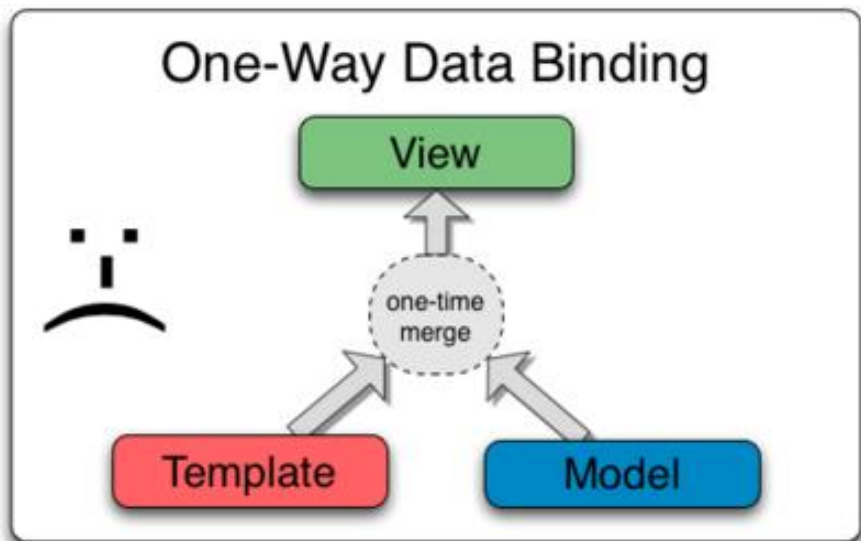 One-Way Data Binding
View
one-time
merge
Template
Model